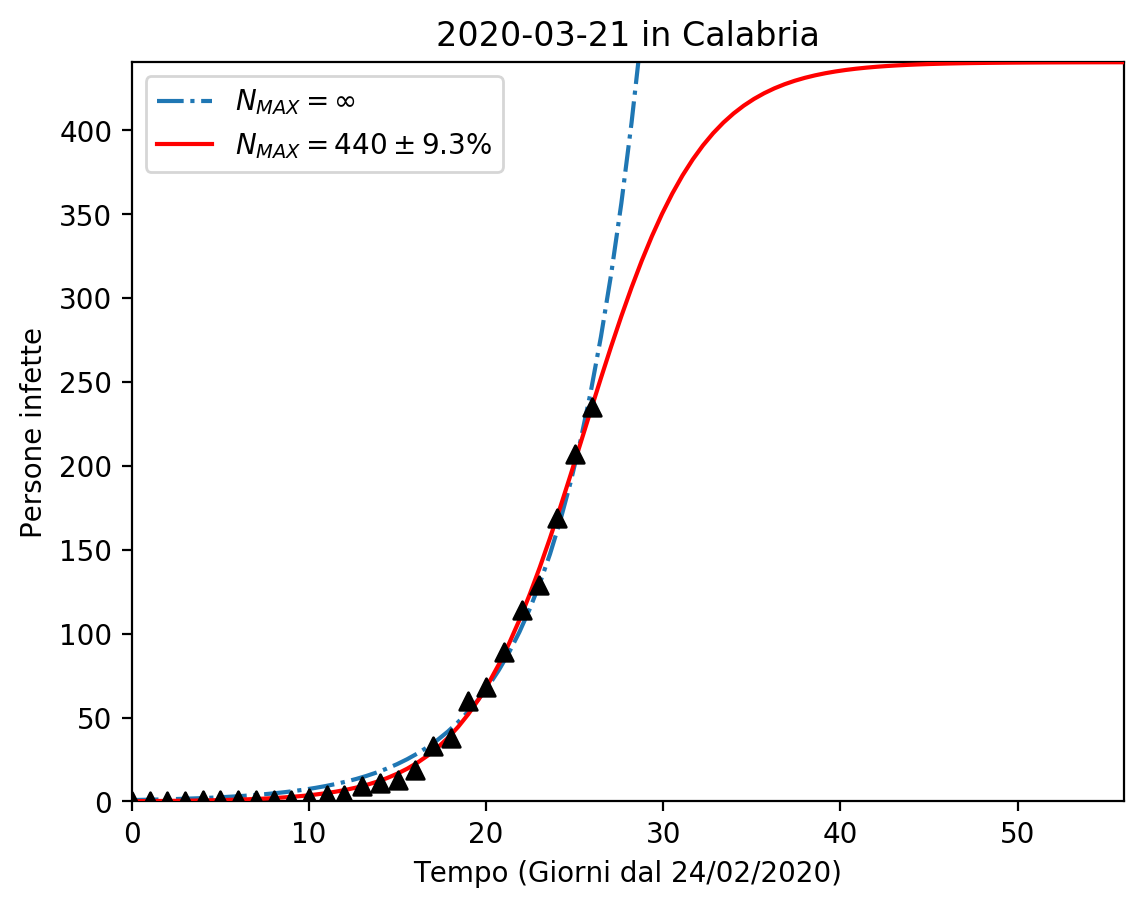 2020-03-21 in Calabria
N_MAX = ∞
N_MAX = 440 ± 9.3%
400
350
300
250
200
150
100
50
0
Persone infette
0 10 20 30 40 50
Tempo (Giorni dal 24/02/2020)